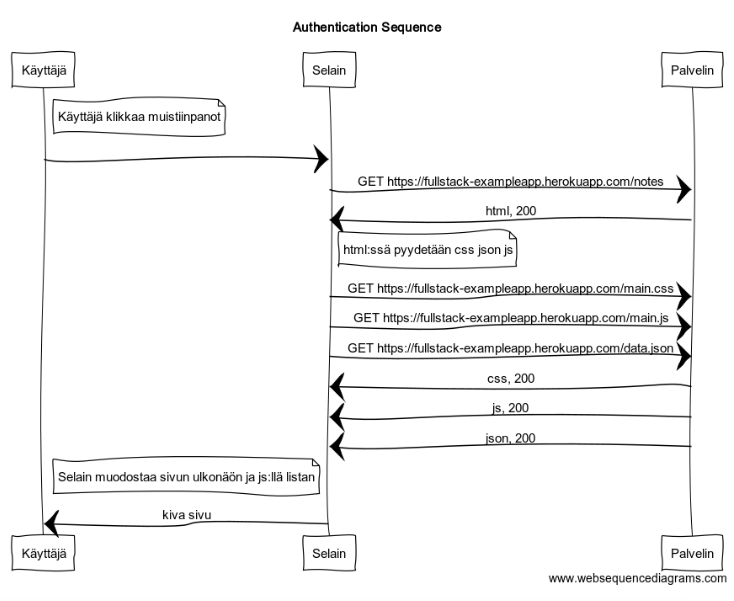 Authentication Sequence
Käyttäjä
Selain
Palvelin
Käyttäjä klikkaa muistiinpanot
GET https://fullstack-exampleapp.herokuapp.com/notes
html, 200
html:ssä pyydetään css json js
GET https://fullstack-exampleapp.herokuapp.com/main.css
GET https://fullstack-exampleapp.herokuapp.com/main.js
GET https://fullstack-exampleapp.herokuapp.com/data.json
css, 200
js, 200
json, 200
Selain muodostaa sivun ulkonäön ja js:llä listan
kiva sivu
Käyttäjä
Selain
Palvelin
www.websequencediagrams.com